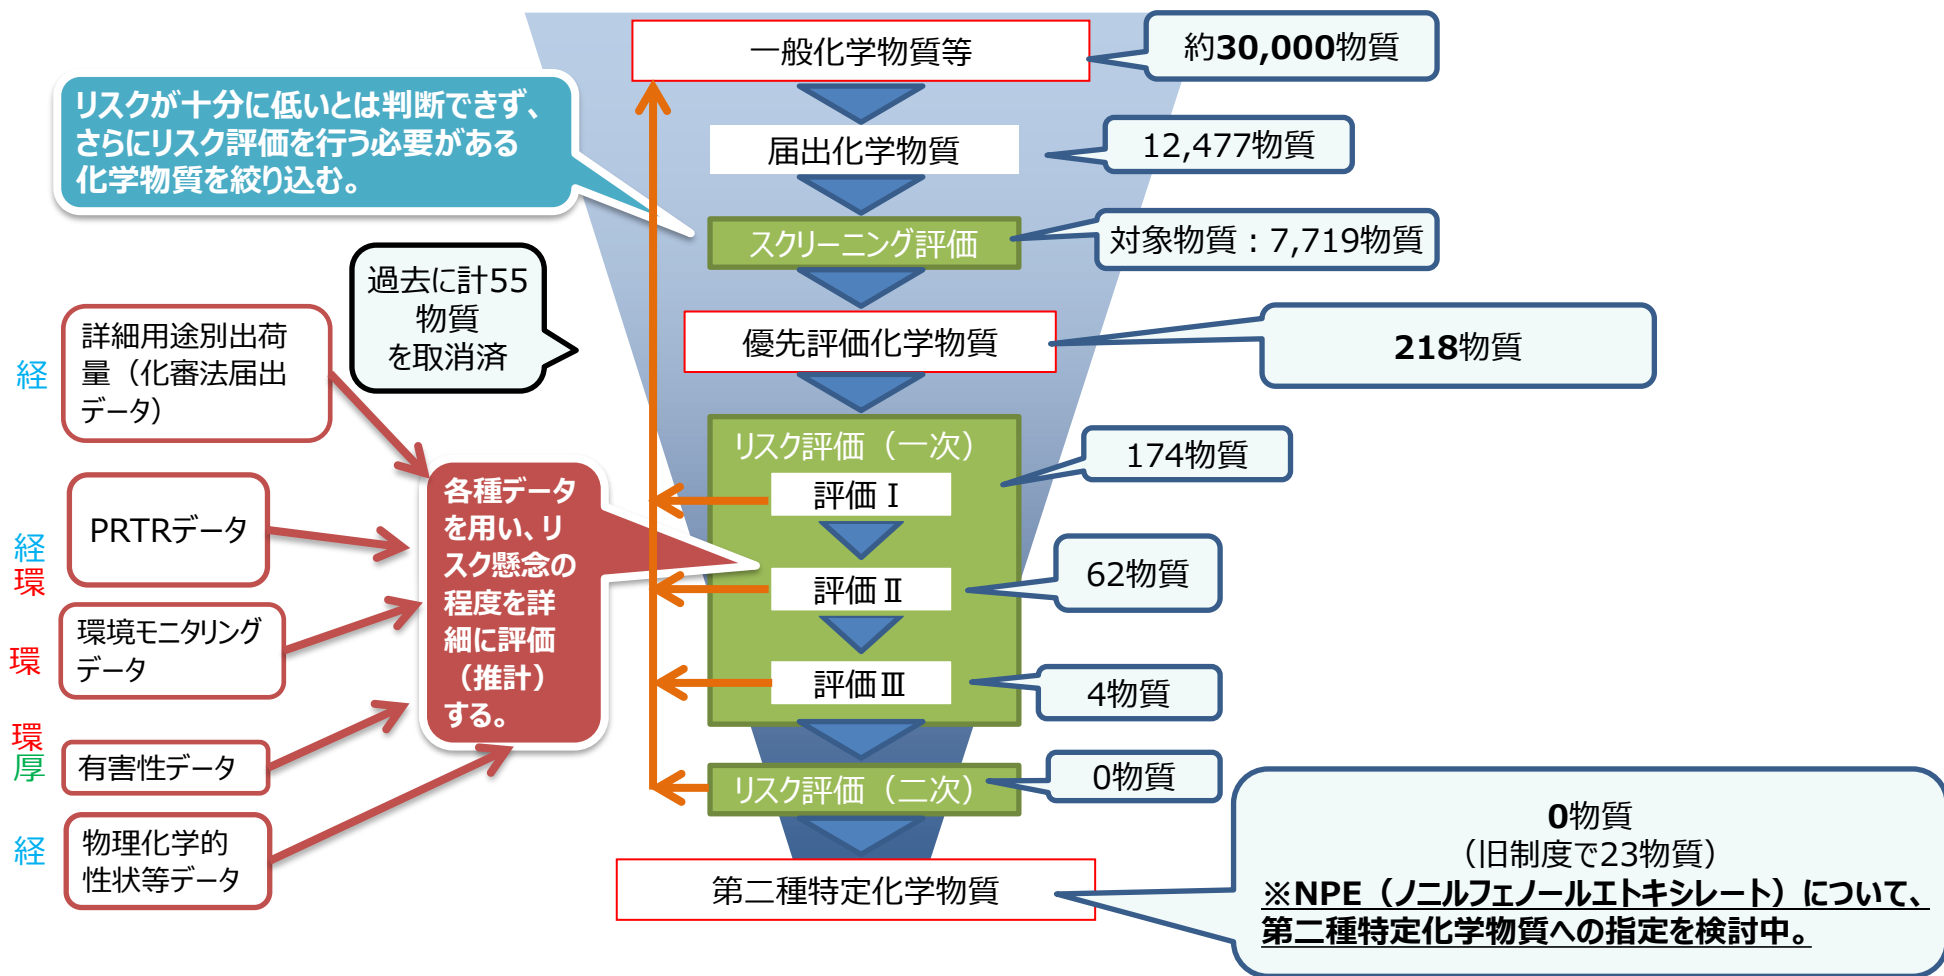 一般化学物質等
約30,000物質
リスクが十分に低いとは判断できず、
さらにリスク評価を行う必要がある
化学物質を絞り込む。
届出化学物質
12,477物質
スクリーニング評価
対象物質：7,719物質
過去に計55
物質
を取消済
優先評価化学物質
218物質
経
詳細用途別出荷
量（化審法届出
データ）
リスク評価（一次）
174物質
評価Ⅰ
各種データ
を用い、リ
スク懸念の
程度を詳
細に評価
（推計）
する。
経
環
PRTRデータ
評価Ⅱ
62物質
環
環境モニタリング
データ
評価Ⅲ
4物質
環
厚
有害性データ
リスク評価（二次）
0物質
経
物理化学的
性状等データ
第二種特定化学物質
0物質
（旧制度で23物質）
※NPE（ノニルフェノールエトキシレート）について、
第二種特定化学物質への指定を検討中。